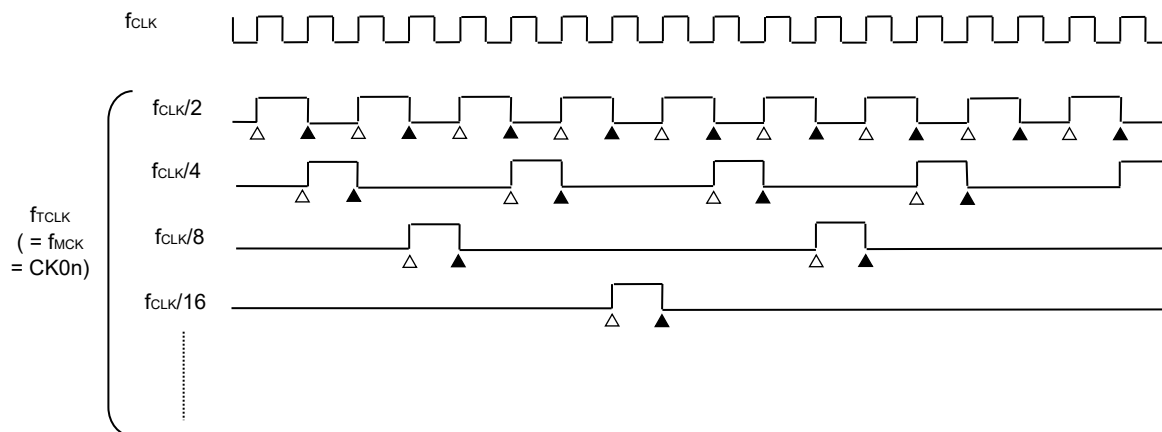 fCLK
fCLK/2
fCLK/4
fTCLK
( = fMCK
= CK0n)
fCLK/8
fCLK/16